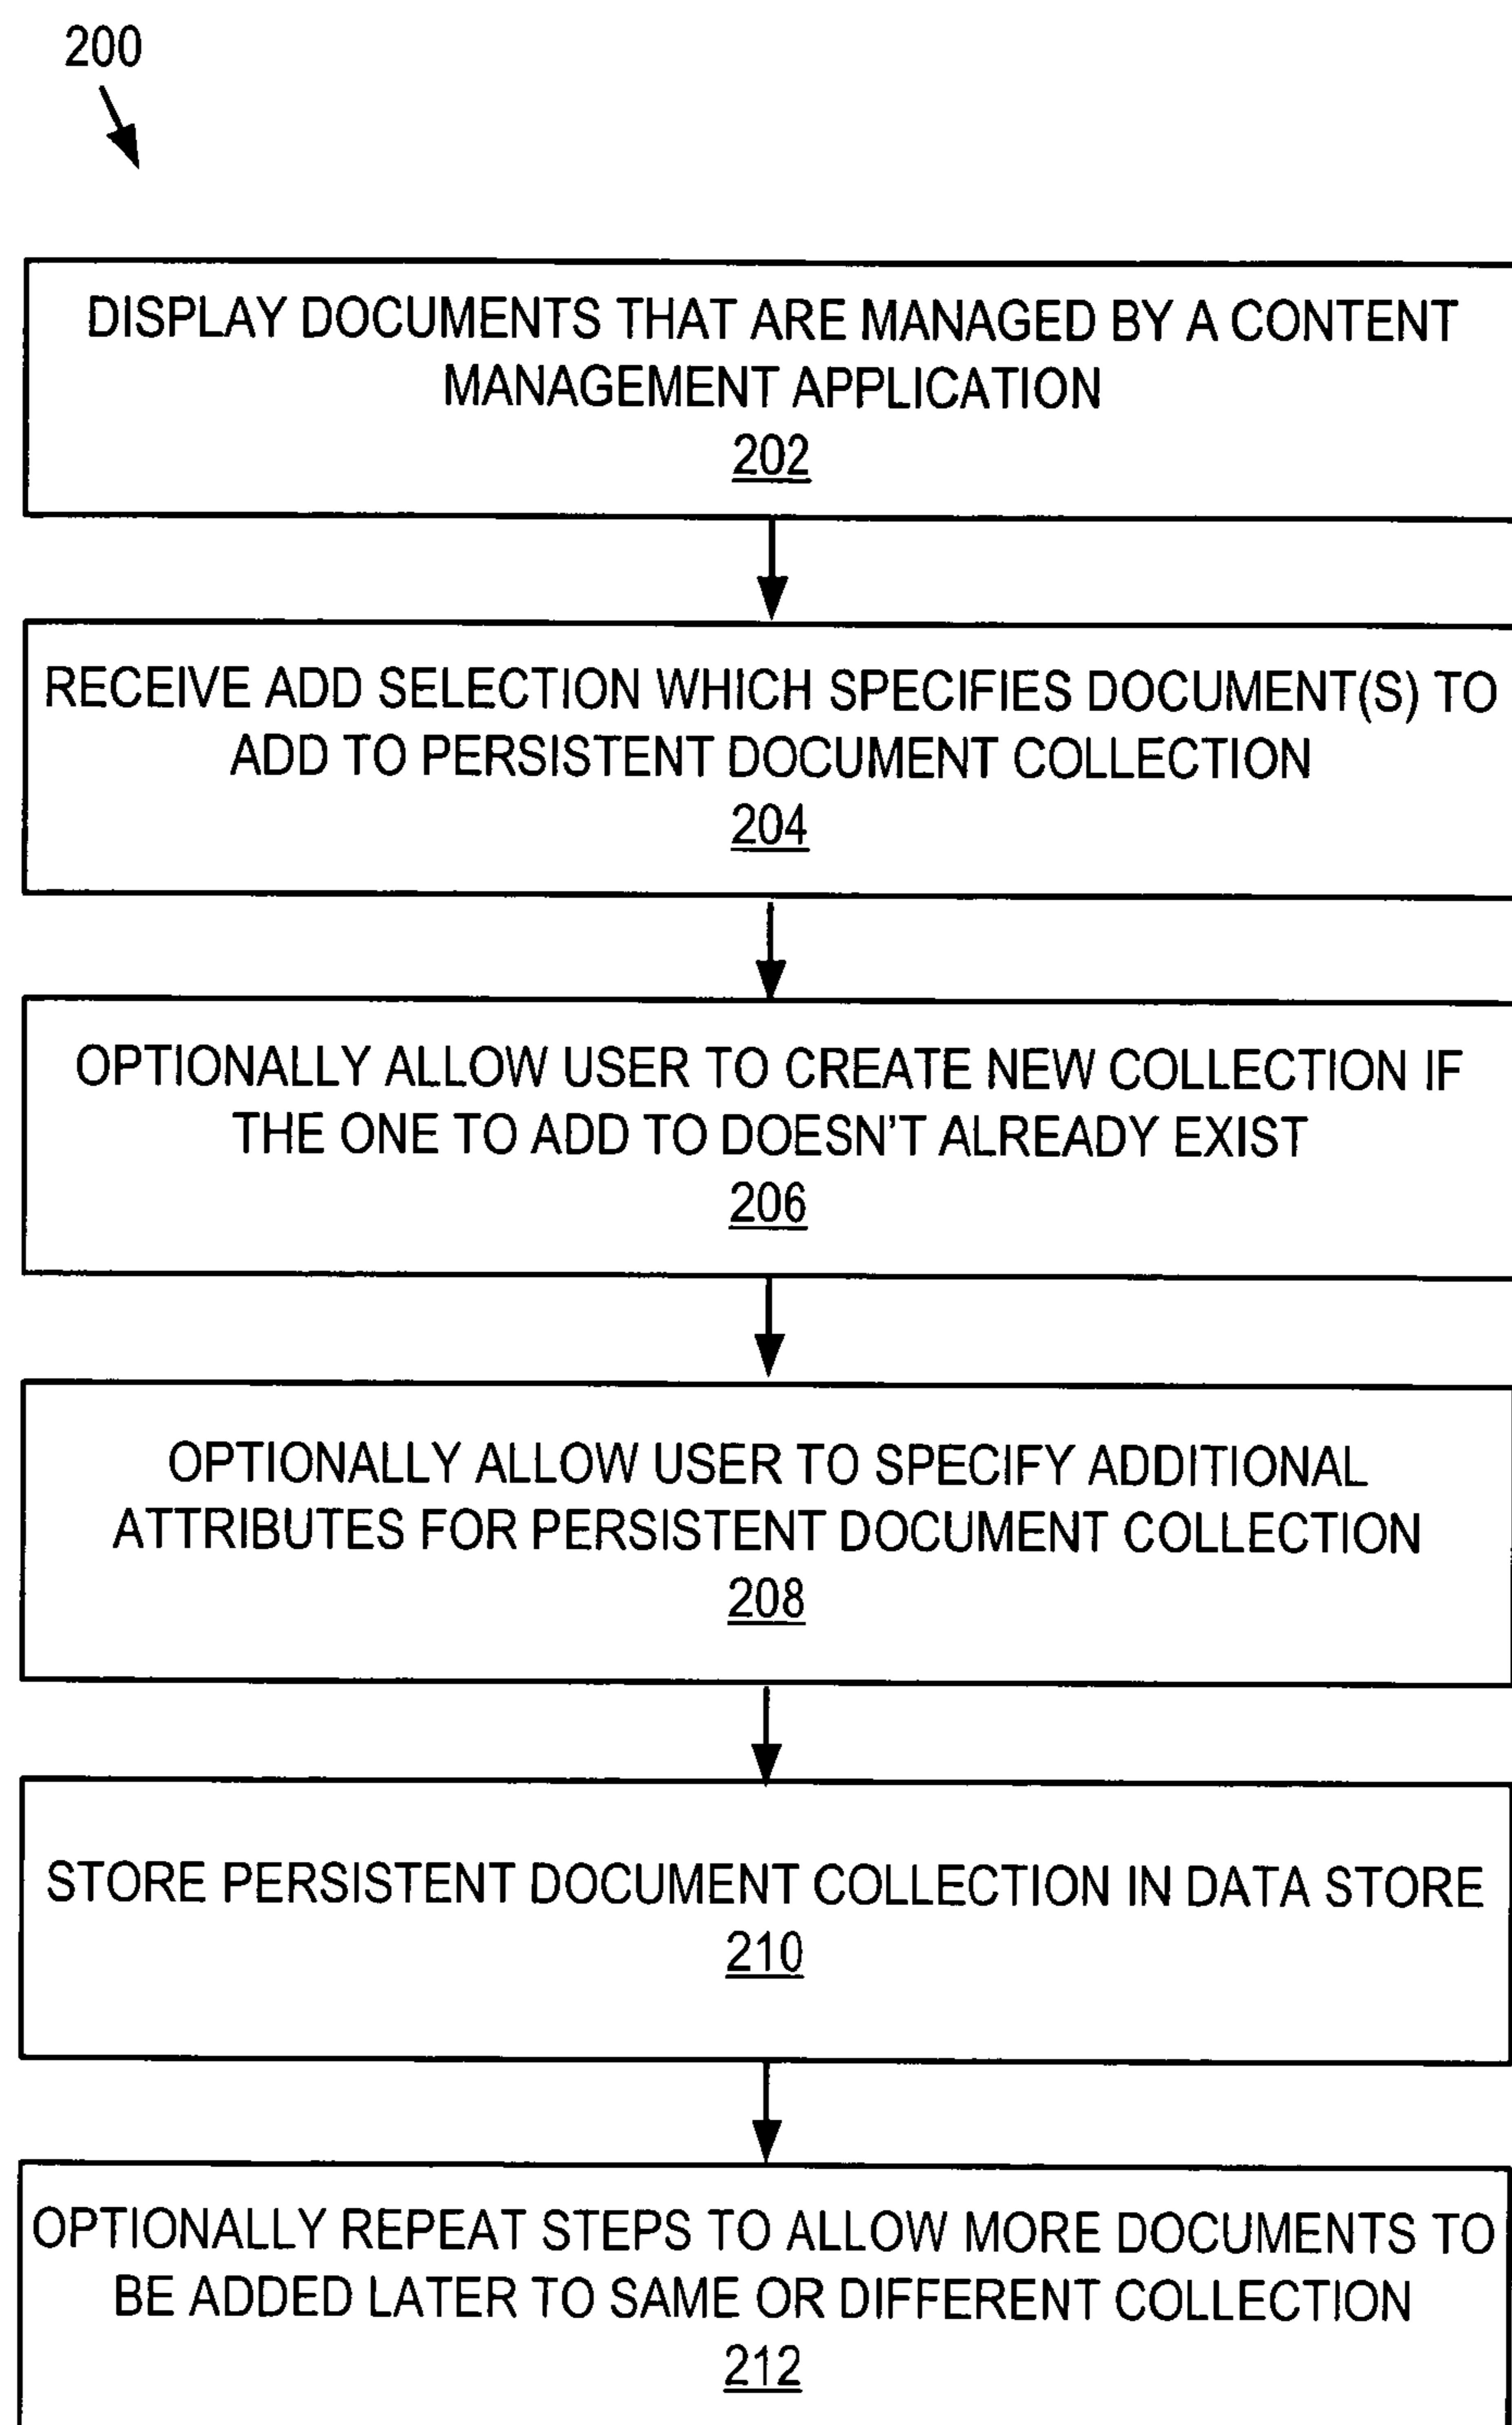 200
DISPLAY DOCUMENTS THAT ARE MANAGED BY A CONTENT
MANAGEMENT APPLICATION
202
RECEIVE ADD SELECTION WHICH SPECIFIES DOCUMENT(S) TO
ADD TO PERSISTENT DOCUMENT COLLECTION
204
OPTIONALLY ALLOW USER TO CREATE NEW COLLECTION IF
THE ONE TO ADD TO DOESN'T ALREADY EXIST
206
OPTIONALLY ALLOW USER TO SPECIFY ADDITIONAL
ATTRIBUTES FOR PERSISTENT DOCUMENT COLLECTION
208
STORE PERSISTENT DOCUMENT COLLECTION IN DATA STORE
210
OPTIONALLY REPEAT STEPS TO ALLOW MORE DOCUMENTS TO
BE ADDED LATER TO SAME OR DIFFERENT COLLECTION
212